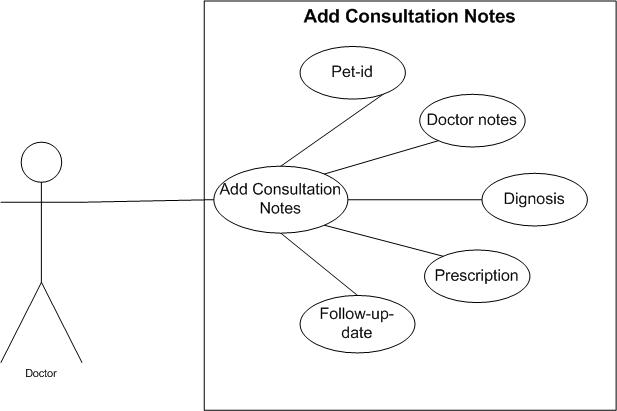 Add Consultation Notes
Pet-id
Doctor notes
Add Consultation
Notes
Dignosis
Prescription
Follow-up-
date
Doctor